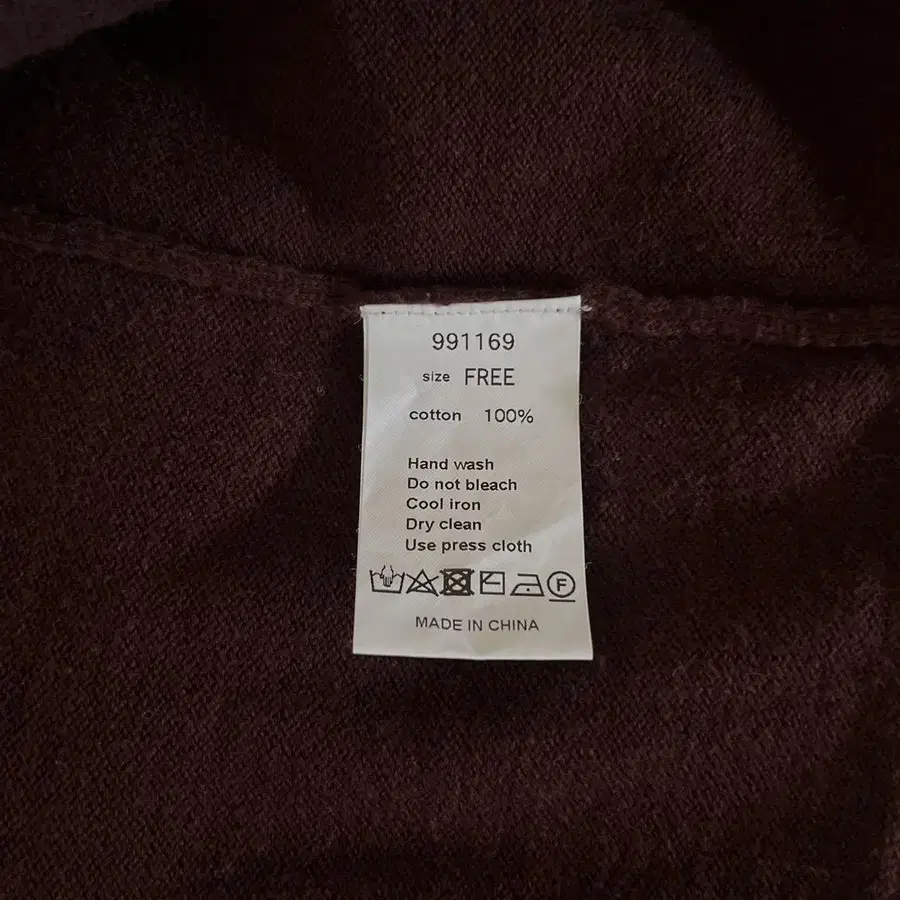 991169
size FREE
cotton 100%
Hand wash
Do not bleach
Cool iron
Dry clean
Use press cloth
F
MADE IN CHINA